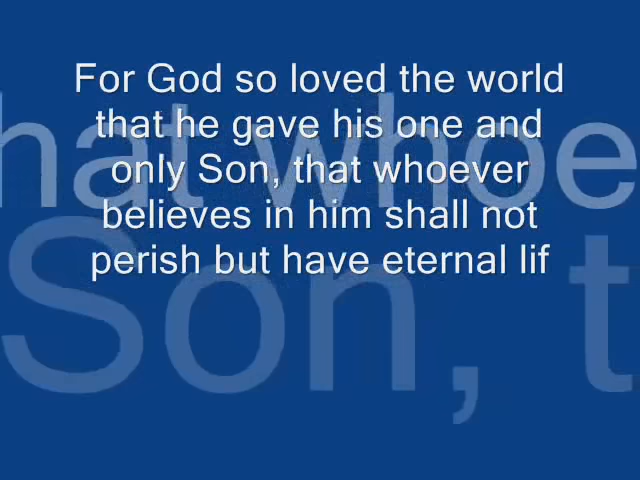 For God so loved the world
that he gave his one and
only Son, that whoever
believes in him shall not
perish but have eternal lif
hat whoe
Son, t